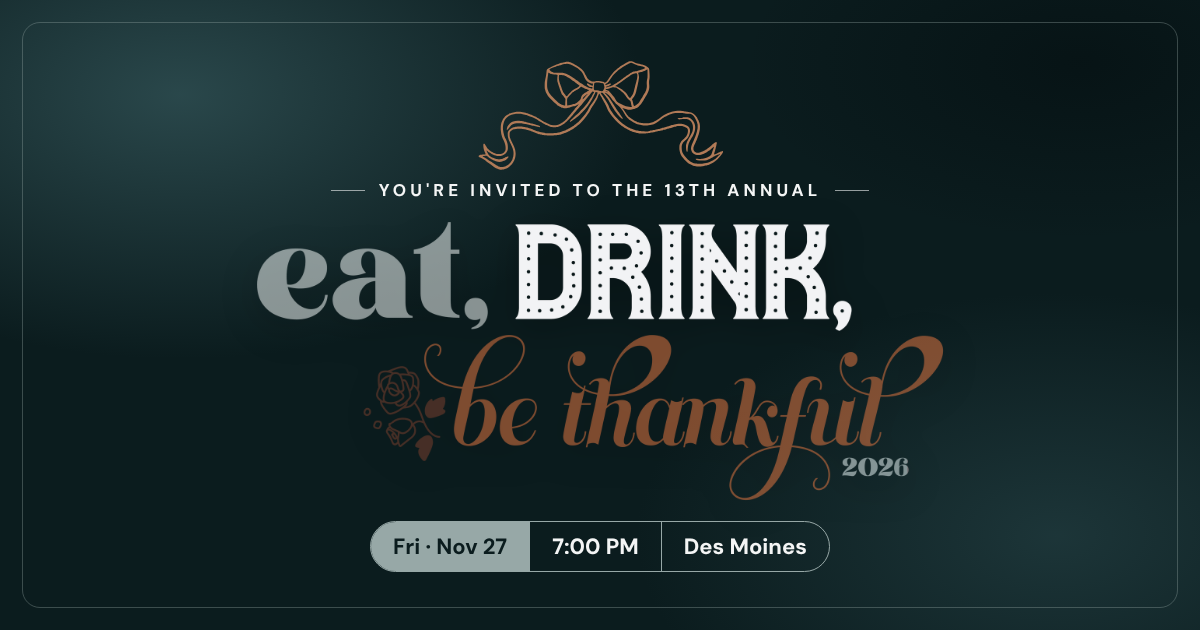 YOU'RE INVITED TO THE 13TH ANNUAL
eat, DRINK,
be thankful
2026
Fri · Nov 27 7:00 PM Des Moines